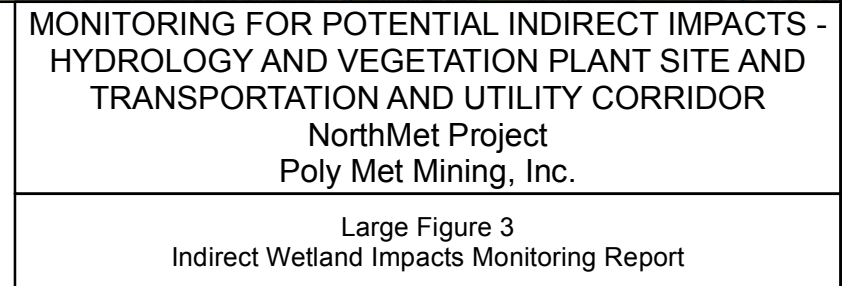 MONITORING FOR POTENTIAL INDIRECT IMPACTS -
HYDROLOGY AND VEGETATION PLANT SITE AND
TRANSPORTATION AND UTILITY CORRIDOR
NorthMet Project
Poly Met Mining, Inc.
Large Figure 3
Indirect Wetland Impacts Monitoring Report